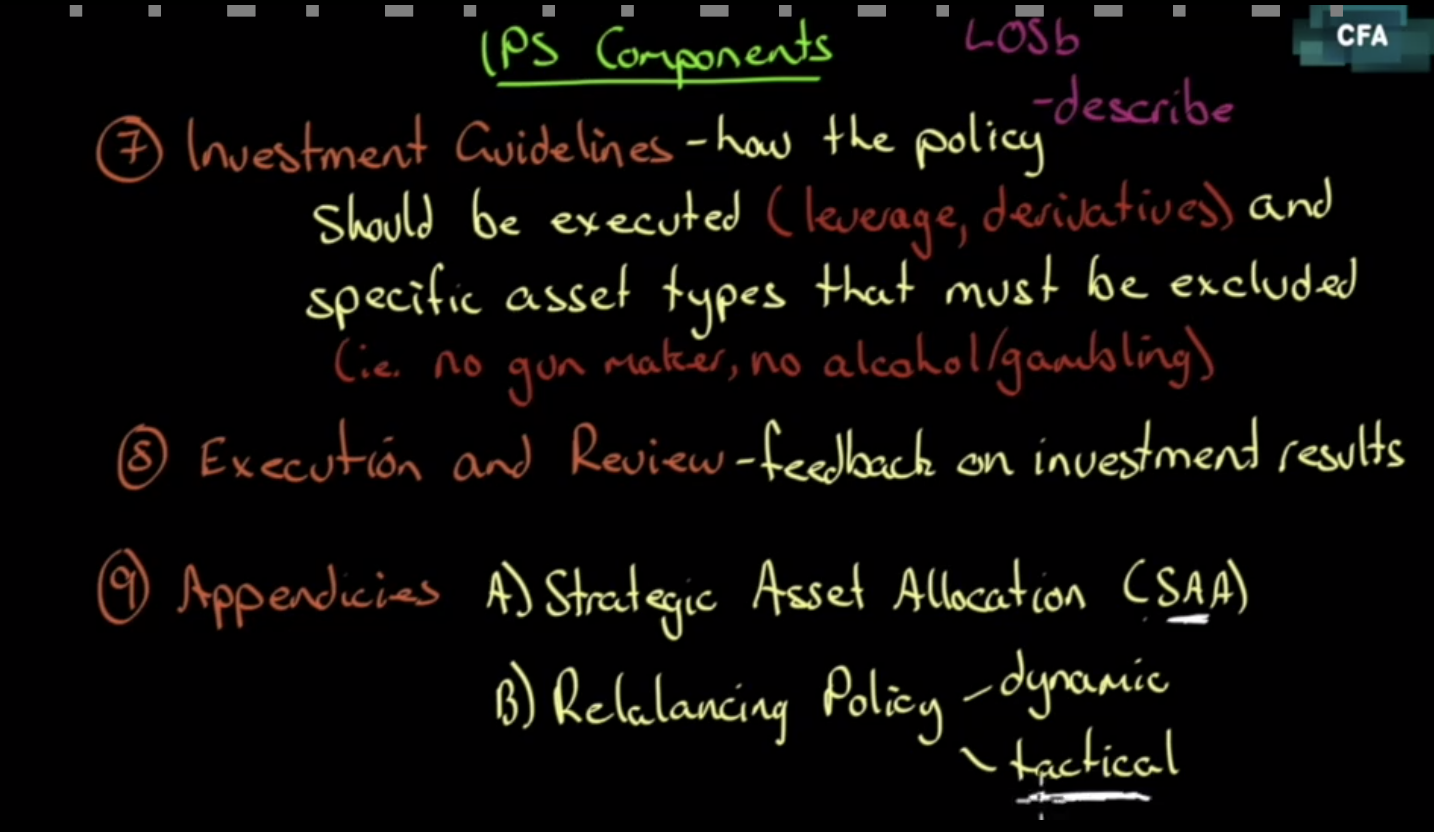 IPS Components
LOSb
CFA
-describe
⑦ Investment Guidelines - how the policy
should be executed (leverage, derivatives) and
specific asset types that must be excluded
(ie. no gun maker, no alcohol/gambling)
⑧ Execution and Review - feedback on investment results
⑨ Appendicies A) Strategic Asset Allocation (SAA)
B) Relalancing Policy - dynamic
- tactical